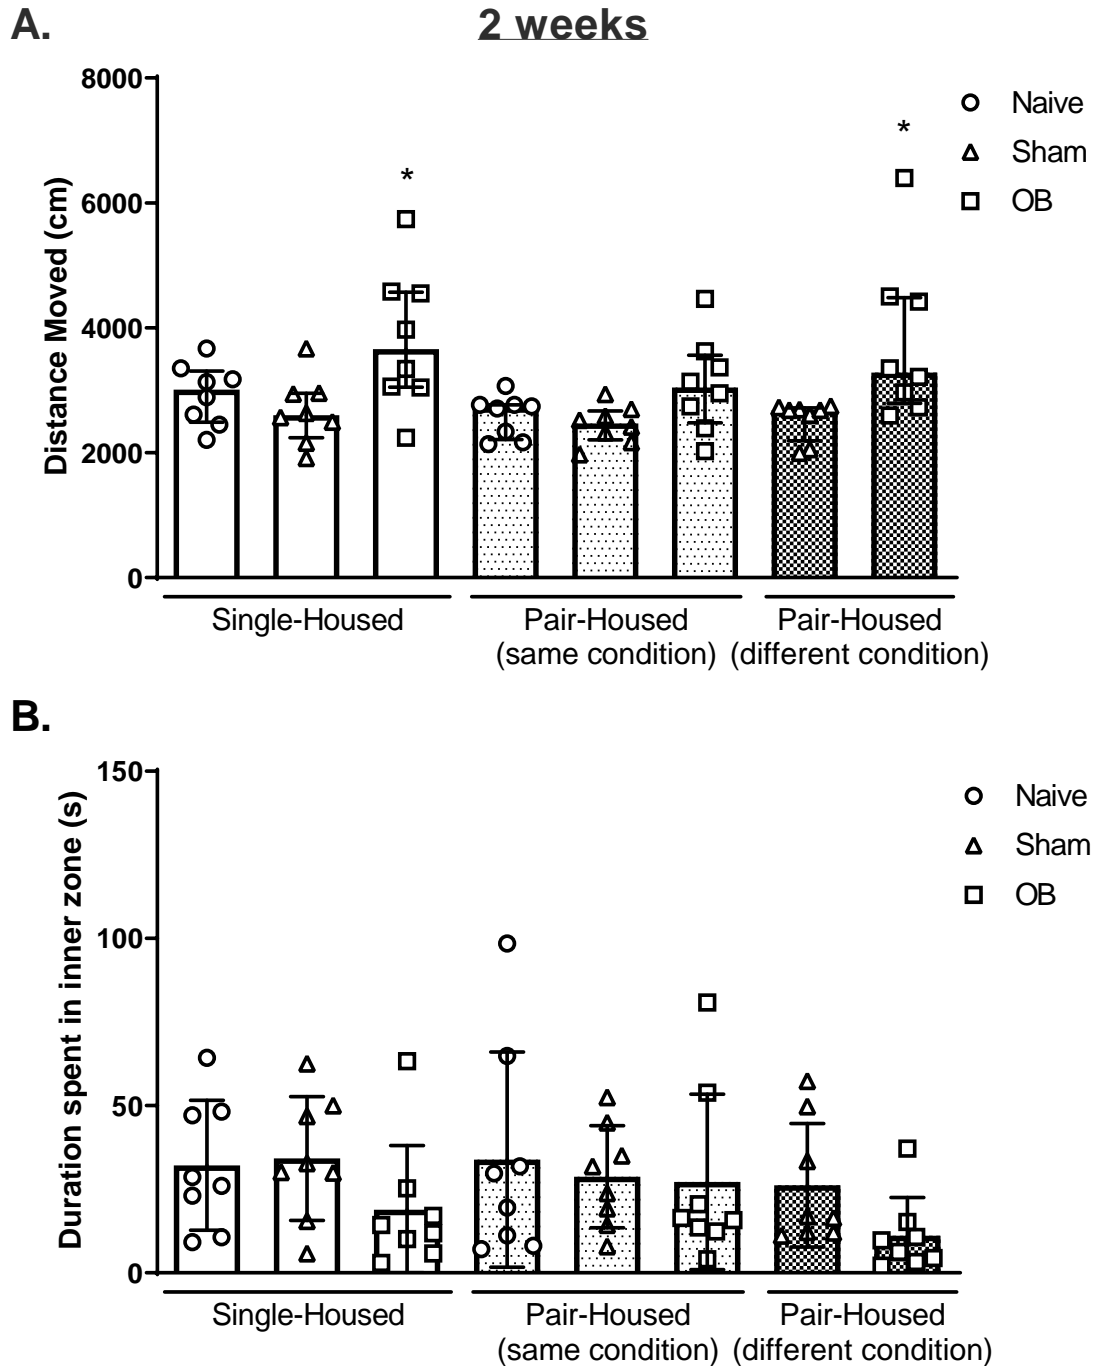 A.
2 weeks
8000
6000
4000
2000
0
Distance Moved (cm)
*
*
Naive
Sham
OB
Single-Housed
Pair-Housed
(same condition)
Pair-Housed
(different condition)
B.
150
100
50
0
Duration spent in inner zone (s)
Naive
Sham
OB
Single-Housed
Pair-Housed
(same condition)
Pair-Housed
(different condition)